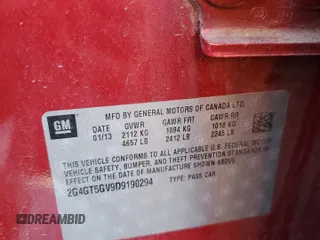 GM
MFD BY GENERAL MOTORS OF CANADA LTD.
DATE GVWR GAWR FRT GAWR RR
01/13 2112 KG 1094 KG 1018 KG
4657 LB 2412 LB 2245 LB
THIS VEHICLE CONFORMS TO ALL APPLICABLE U.S. FEDERAL MOTOR VEHICLE
SAFETY, BUMPER, AND THEFT PREVENTION STANDARDS IN EFFECT ON THE
DATE OF MANUFACTURE SHOWN ABOVE.
2G4GT5GV9D9190294 TYPE: PASS CAR
DREAMBID